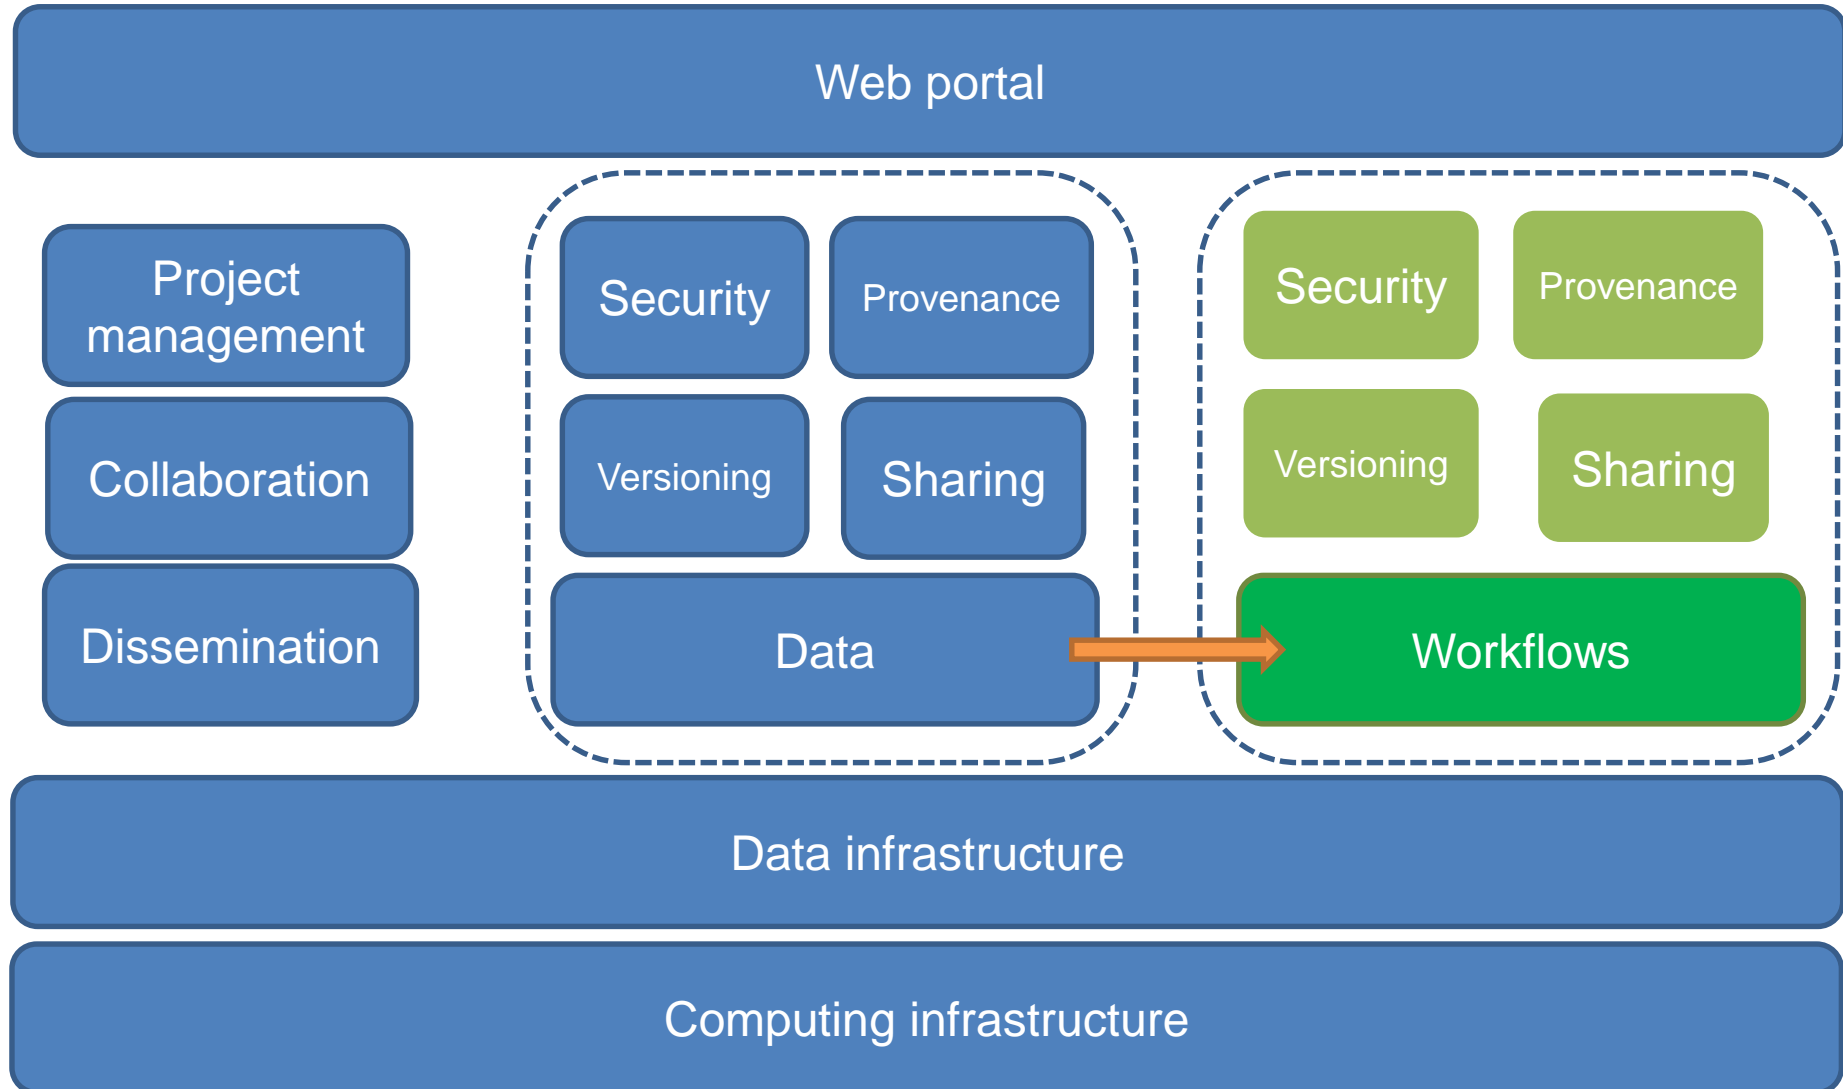 Web portal
Project
management
Collaboration
Dissemination
Security
Provenance
Versioning
Sharing
Data
Security
Provenance
Versioning
Sharing
Workflows
Data infrastructure
Computing infrastructure